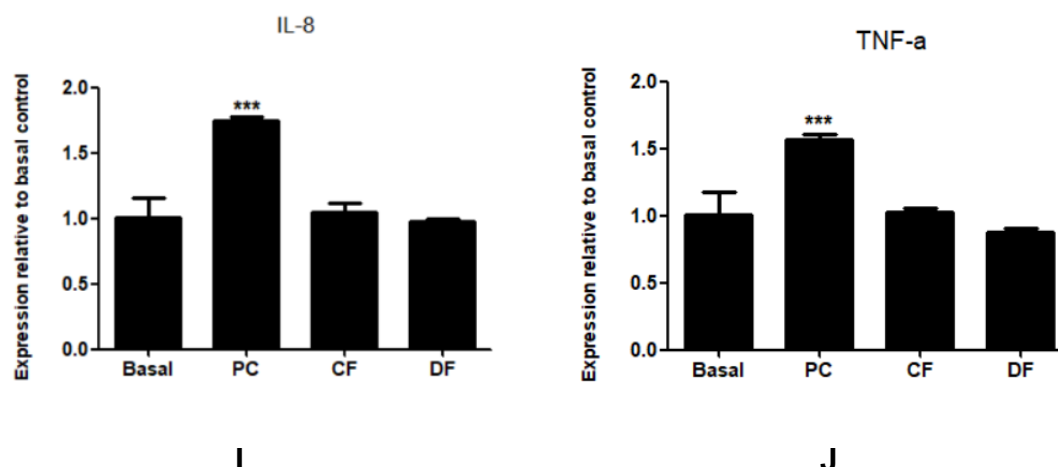 IL-8
Expression relative to basal control
2.0
***
1.5
1.0
0.5
0.0
Basal PC CF DF
TNF-a
Expression relative to basal control
2.0
***
1.5
1.0
0.5
0.0
Basal PC CF DF
I J